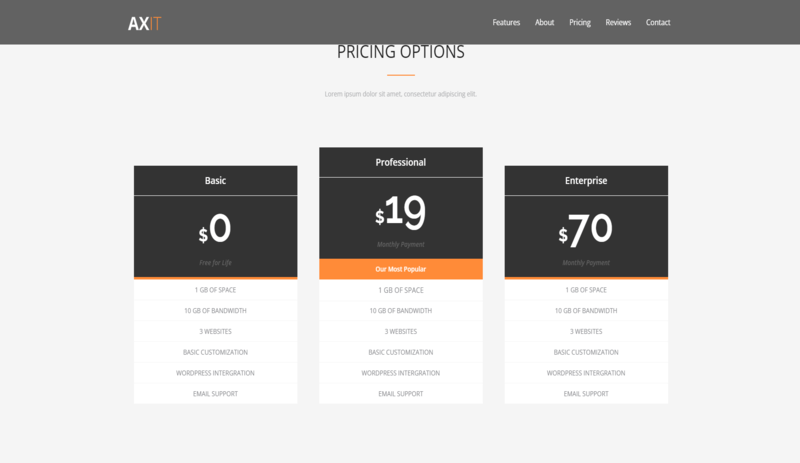 AXIT
Features About Pricing Reviews Contact
PRICING OPTIONS
Lorem ipsum dolor sit amet, consectetur adipiscing elit.
Basic
$0
Free for Life
1 GB OF SPACE
10 GB OF BANDWIDTH
3 WEBSITES
BASIC CUSTOMIZATION
WORDPRESS INTERGRATION
EMAIL SUPPORT
Professional
$19
Monthly Payment
Our Most Popular
1 GB OF SPACE
10 GB OF BANDWIDTH
3 WEBSITES
BASIC CUSTOMIZATION
WORDPRESS INTERGRATION
EMAIL SUPPORT
Enterprise
$70
Monthly Payment
1 GB OF SPACE
10 GB OF BANDWIDTH
3 WEBSITES
BASIC CUSTOMIZATION
WORDPRESS INTERGRATION
EMAIL SUPPORT